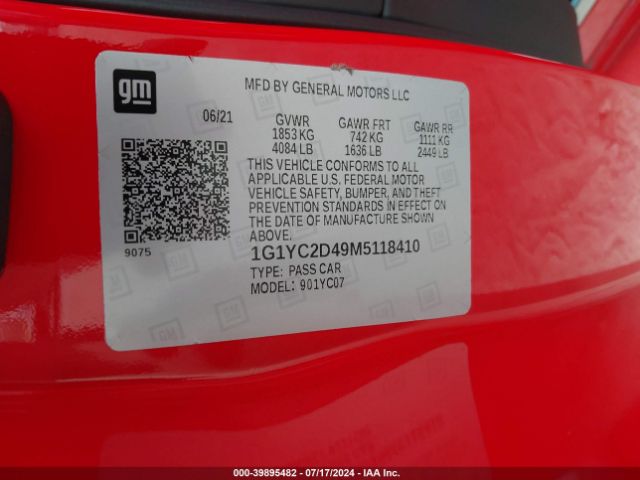 gm
MFD BY GENERAL MOTORS LLC
06/21
GVWR GAWR FRT GAWR RR
1853 KG 742 KG 1111 KG
4084 LB 1636 LB 2449 LB
THIS VEHICLE CONFORMS TO ALL
APPLICABLE U.S. FEDERAL MOTOR
VEHICLE SAFETY, BUMPER, AND THEFT
PREVENTION STANDARDS IN EFFECT ON
THE DATE OF MANUFACTURE SHOWN
ABOVE.
9075
1G1YC2D49M5118410
TYPE: PASS CAR
MODEL: 901YC07
000-39895482 - 07/17/2024 - IAAI.COM